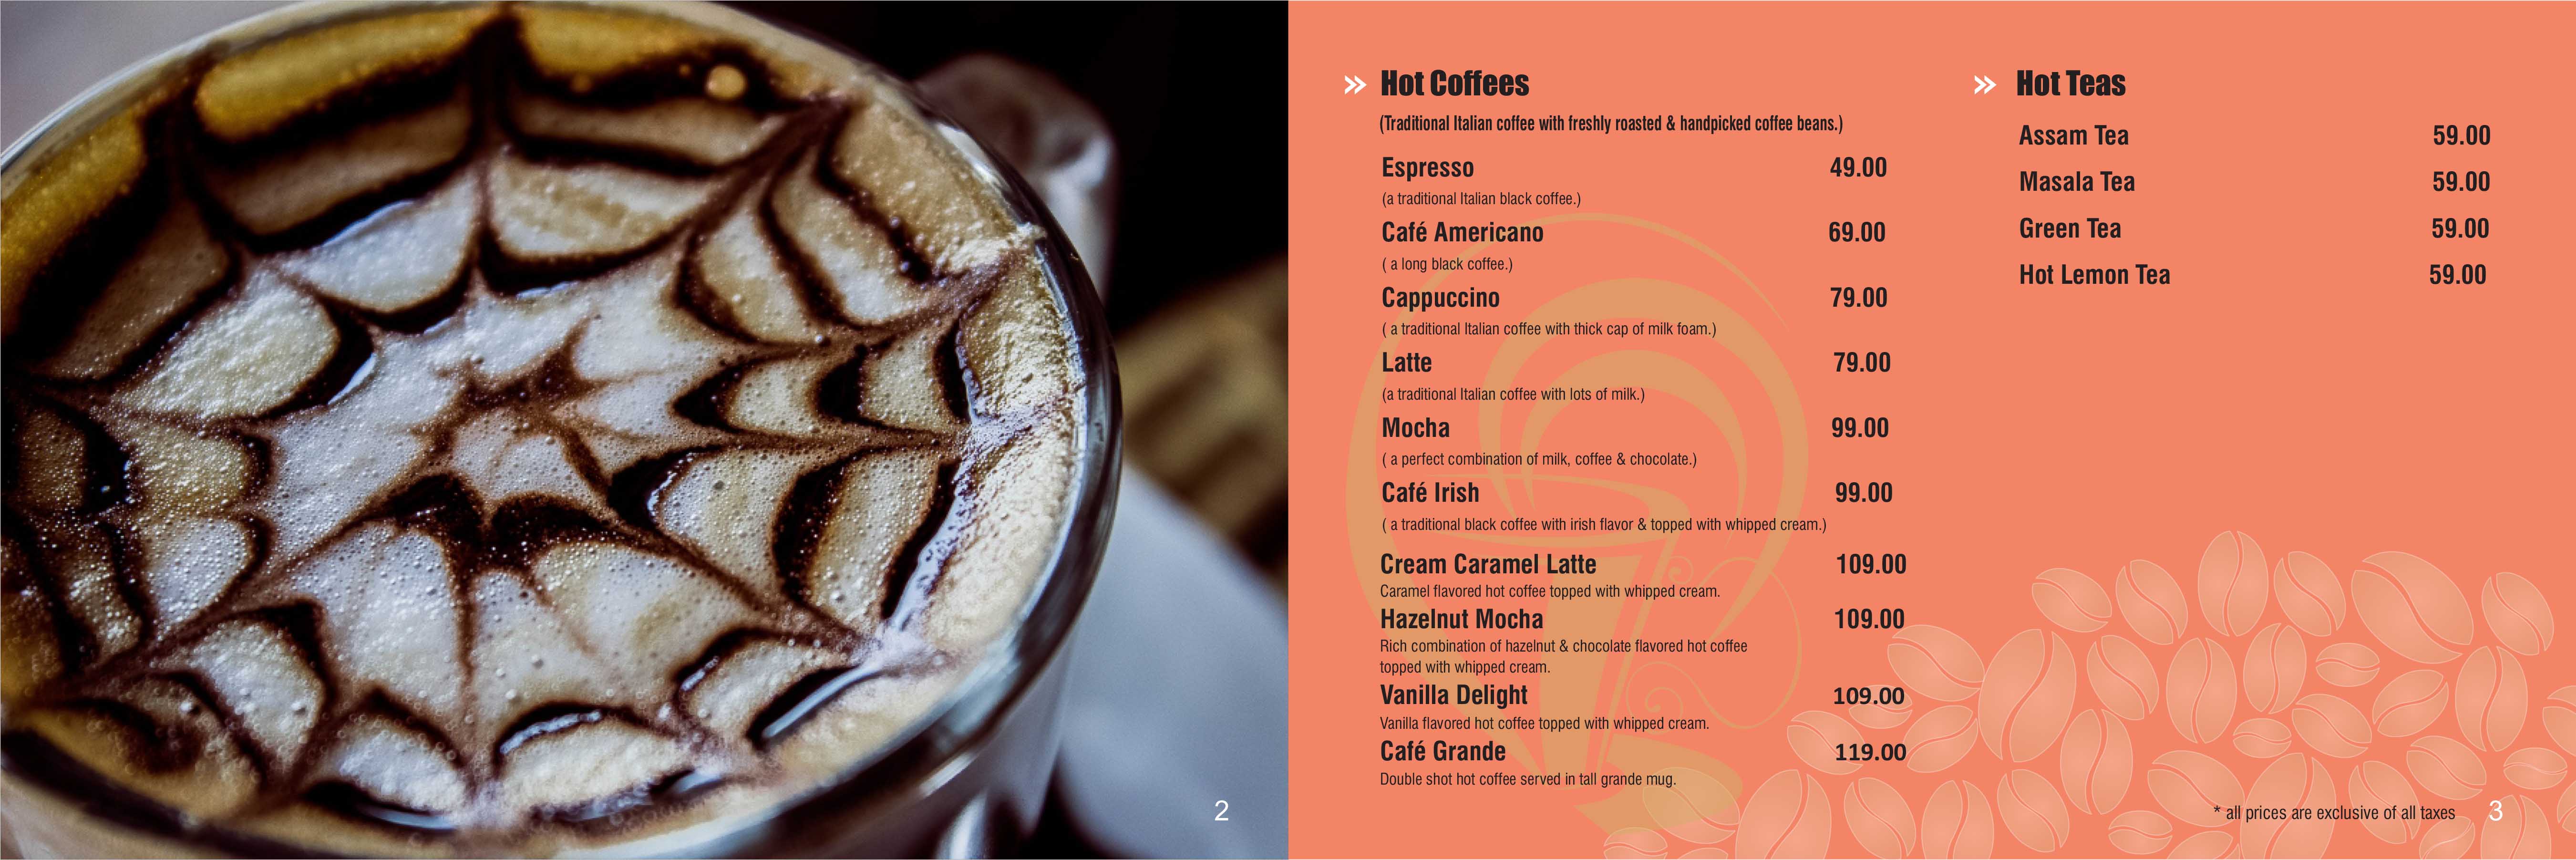 2
» Hot Coffees
(Traditional Italian coffee with freshly roasted & handpicked coffee beans.)
Espresso 49.00
(a traditional Italian black coffee.)
Café Americano 69.00
( a long black coffee.)
Cappuccino 79.00
( a traditional Italian coffee with thick cap of milk foam.)
Latte 79.00
(a traditional Italian coffee with lots of milk.)
Mocha 99.00
( a perfect combination of milk, coffee & chocolate.)
Café Irish 99.00
( a traditional black coffee with irish flavor & topped with whipped cream.)
Cream Caramel Latte 109.00
Caramel flavored hot coffee topped with whipped cream.
Hazelnut Mocha 109.00
Rich combination of hazelnut & chocolate flavored hot coffee
topped with whipped cream.
Vanilla Delight 109.00
Vanilla flavored hot coffee topped with whipped cream.
Café Grande 119.00
Double shot hot coffee served in tall grande mug.
» Hot Teas
Assam Tea 59.00
Masala Tea 59.00
Green Tea 59.00
Hot Lemon Tea 59.00
* all prices are exclusive of all taxes 3